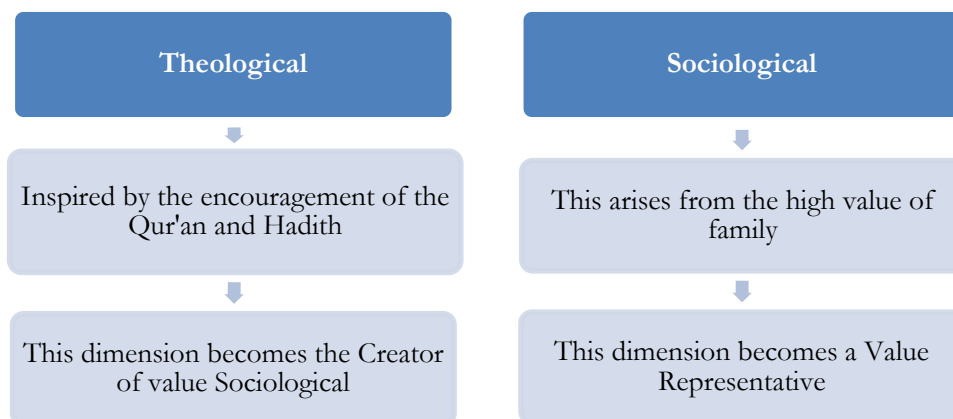 Theological
Inspired by the encouragement of the
Qur'an and Hadith
This dimension becomes the Creator
of value Sociological
Sociological
This arises from the high value of
family
This dimension becomes a Value
Representative